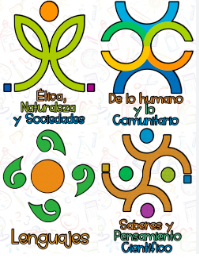 Ética,
Naturaleza
y Sociedades
De lo humano
y lo
Comunitario
Lenguajes
Saberes y
Pensamiento
Científico